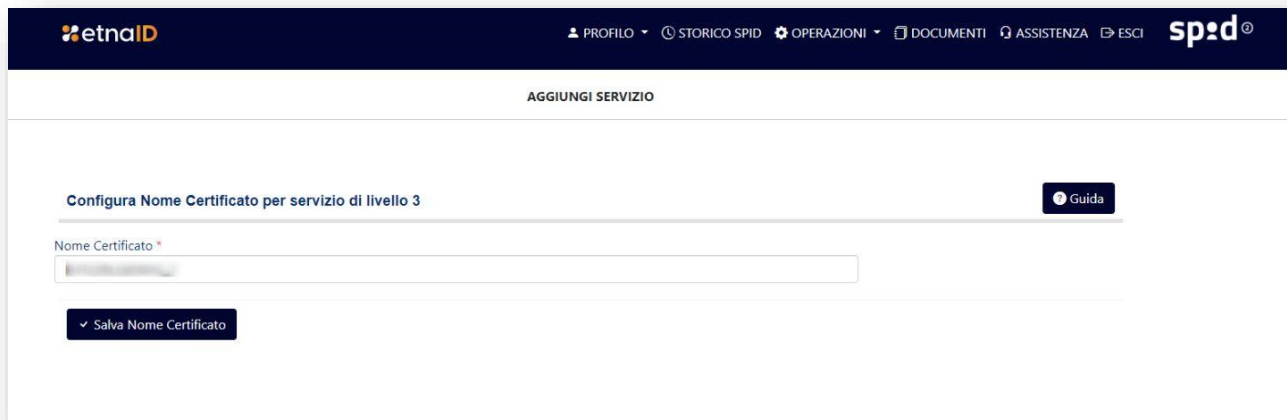 etnaID
PROFILO STORICO SPID OPERAZIONI DOCUMENTI ASSISTENZA ESCI spid 2
AGGIUNGI SERVIZIO
Configura Nome Certificato per servizio di livello 3
? Guida
Nome Certificato *
Salva Nome Certificato